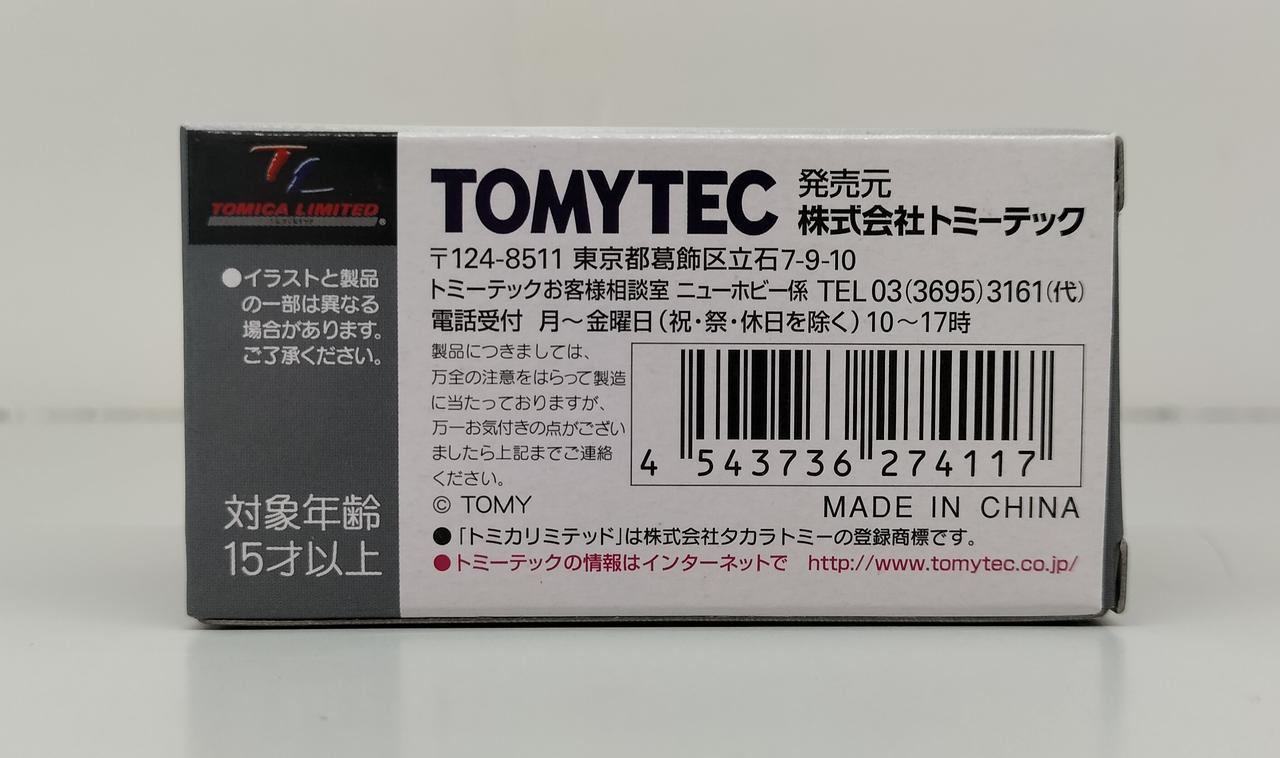 TOMICA LIMITED
●イラストと製品
の一部は異なる
場合があります。
ご了承ください。
対象年齢
15才以上
TOMYTEC 発売元
株式会社トミーテック
〒124-8511 東京都葛飾区立石7-9-10
トミーテックお客様相談室 ニューホビー係 TEL 03(3695)3161(代)
電話受付 月～金曜日(祝・祭・休日を除く)10～17時
製品につきましては、
万全の注意をはらって製造
に当たっておりますが、
万一お気付きの点がござい
ましたら上記までご連絡
ください。
4 543736 274117
© TOMY MADE IN CHINA
●「トミカリミテッド」は株式会社タカラトミーの登録商標です。
●トミーテックの情報はインターネットで http://www.tomytec.co.jp/